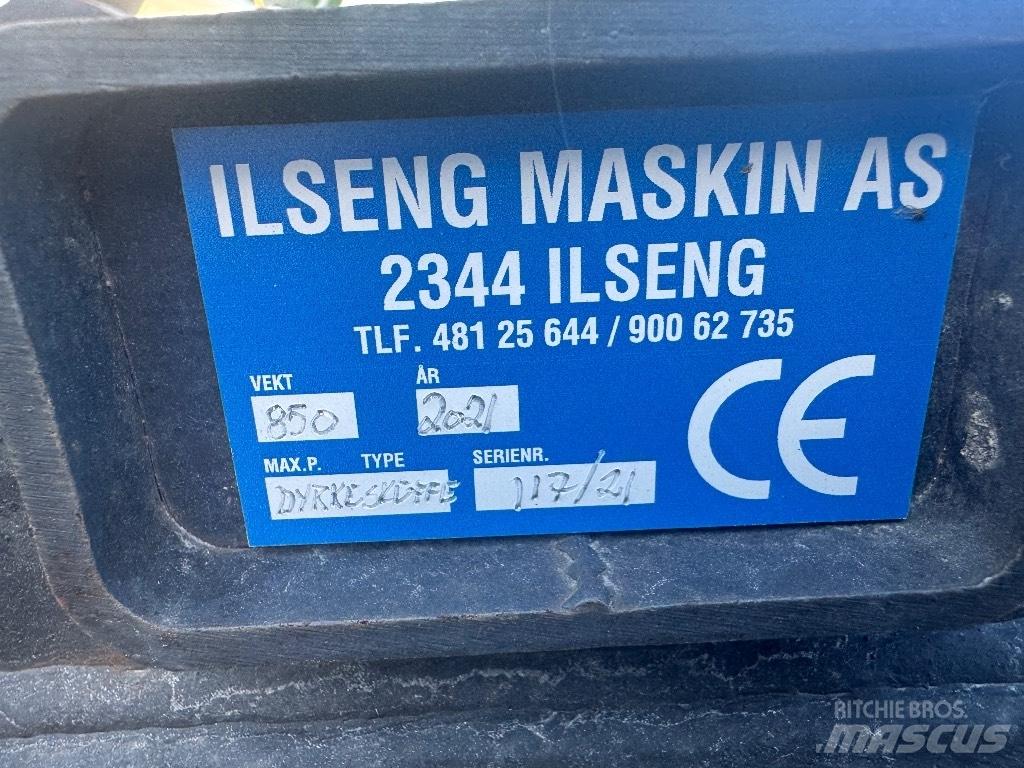 ILSENG MASKIN AS
2344 ILSENG
TLF. 481 25 644 / 900 62 735
VEKT ÅR
850 2021
MAX.P. TYPE SERIENR.
DYRKESKUFFE 117/21
CE
RITCHIE BROS.
MASCUS